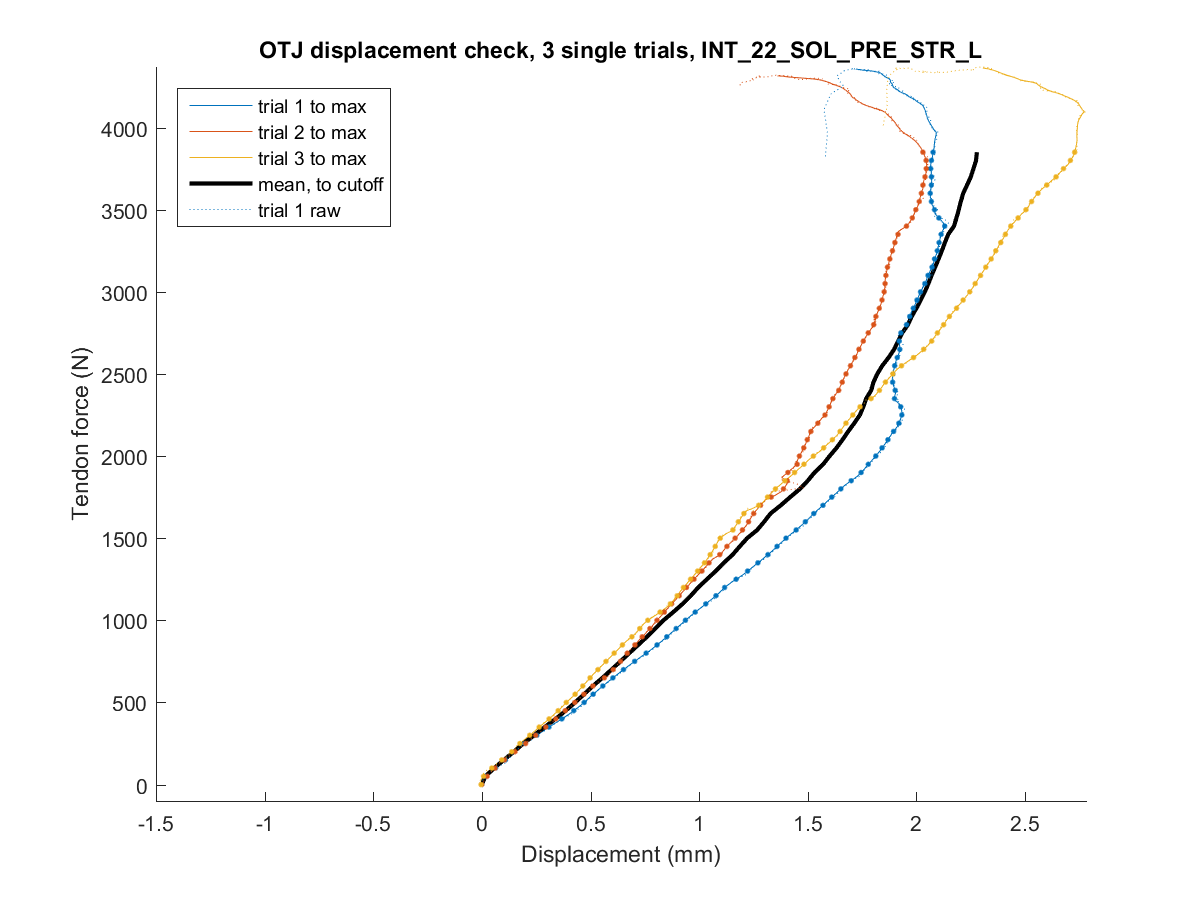 OTJ displacement check, 3 single trials, INT_22_SOL_PRE_STR_L
trial 1 to max
trial 2 to max
trial 3 to max
mean, to cutoff
trial 1 raw
4000
3500
3000
2500
2000
1500
1000
500
0
Tendon force (N)
-1.5 -1 -0.5 0 0.5 1 1.5 2 2.5
Displacement (mm)